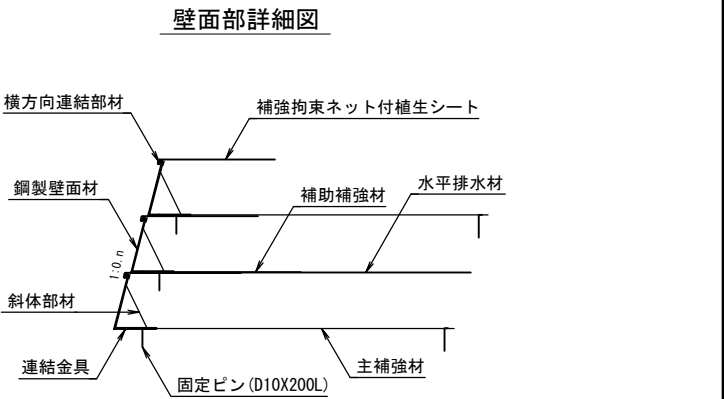 壁面部詳細図
横方向連結部材
補強拘束ネット付植生シート
鋼製壁面材
補助補強材
水平排水材
1:0.n
斜体部材
連結金具
主補強材
固定ピン(D10X200L)